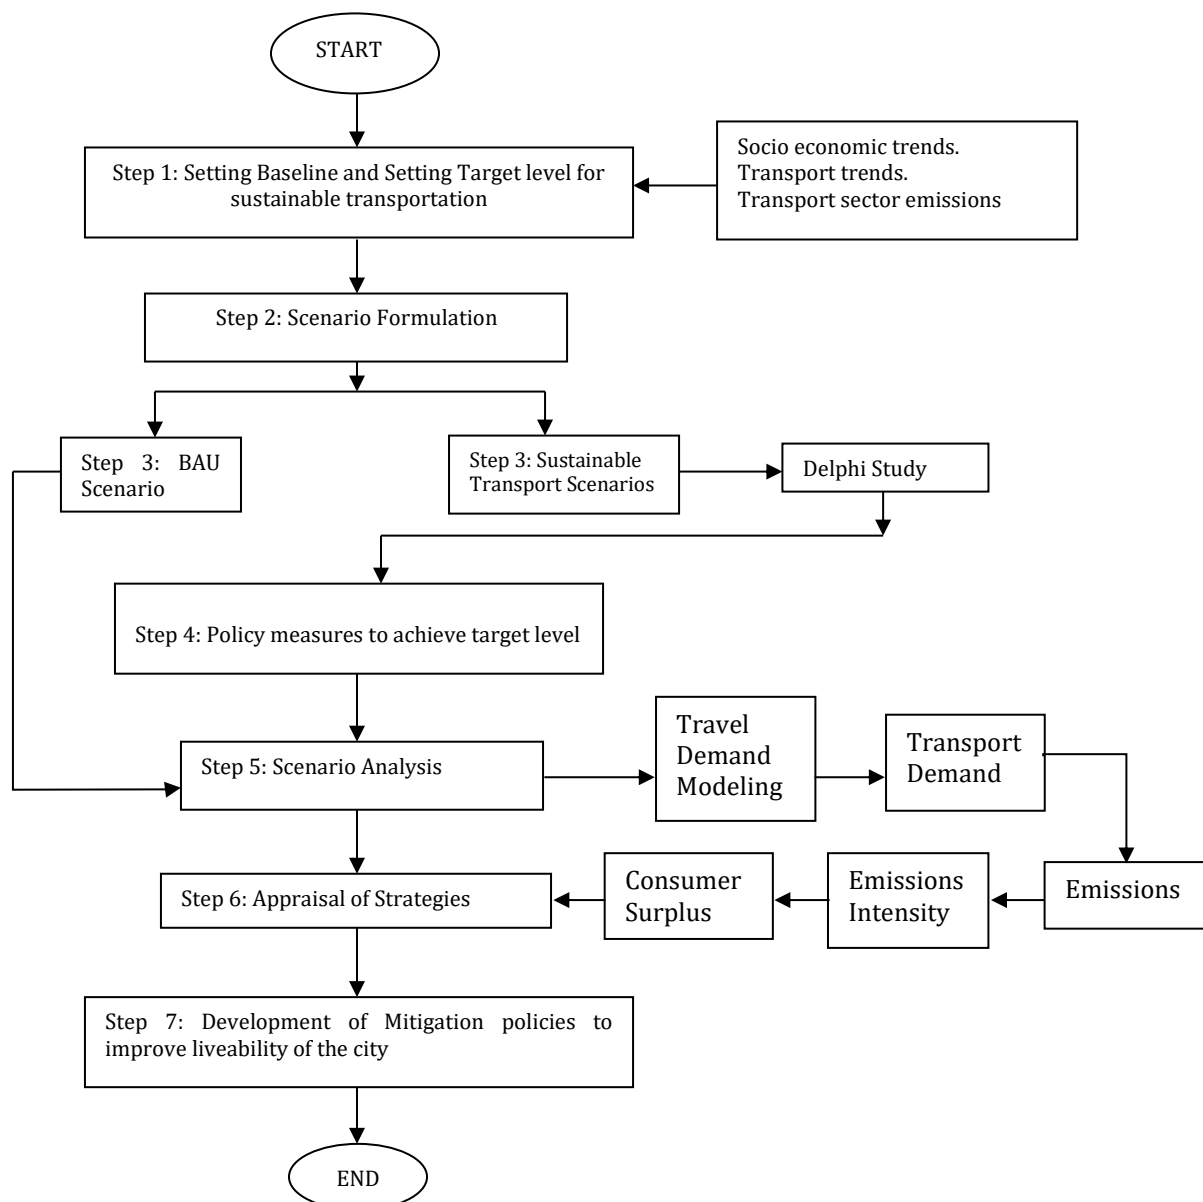 START
Step 1: Setting Baseline and Setting Target level for
sustainable transportation
Socio economic trends.
Transport trends.
Transport sector emissions
Step 2: Scenario Formulation
Step 3: BAU
Scenario
Step 3: Sustainable
Transport Scenarios
Delphi Study
Step 4: Policy measures to achieve target level
Step 5: Scenario Analysis
Travel
Demand
Modeling
Transport
Demand
Step 6: Appraisal of Strategies
Consumer
Surplus
Emissions
Intensity
Emissions
Step 7: Development of Mitigation policies to
improve liveability of the city
END